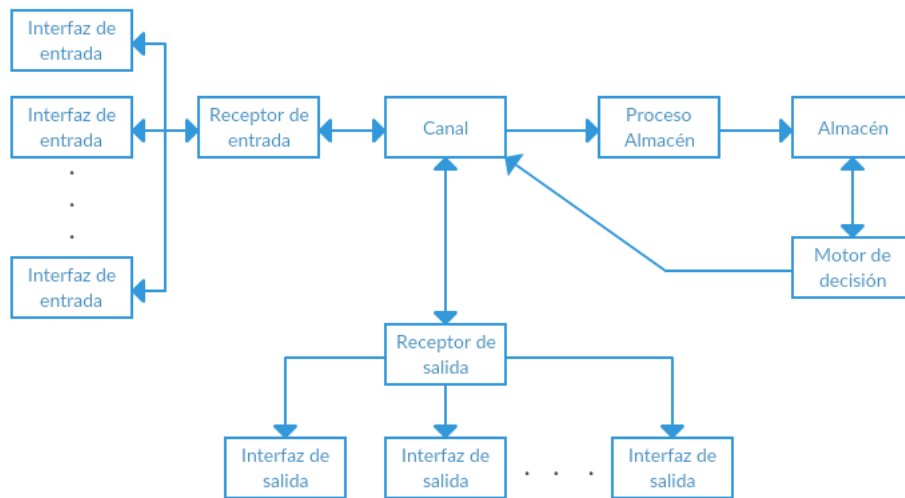 Interfaz de
entrada
Interfaz de
entrada
Receptor de
entrada
Canal
Proceso
Almacén
Almacén
Interfaz de
entrada
Motor de
decisión
Receptor de
salida
Interfaz de
salida
Interfaz de
salida
Interfaz de
salida